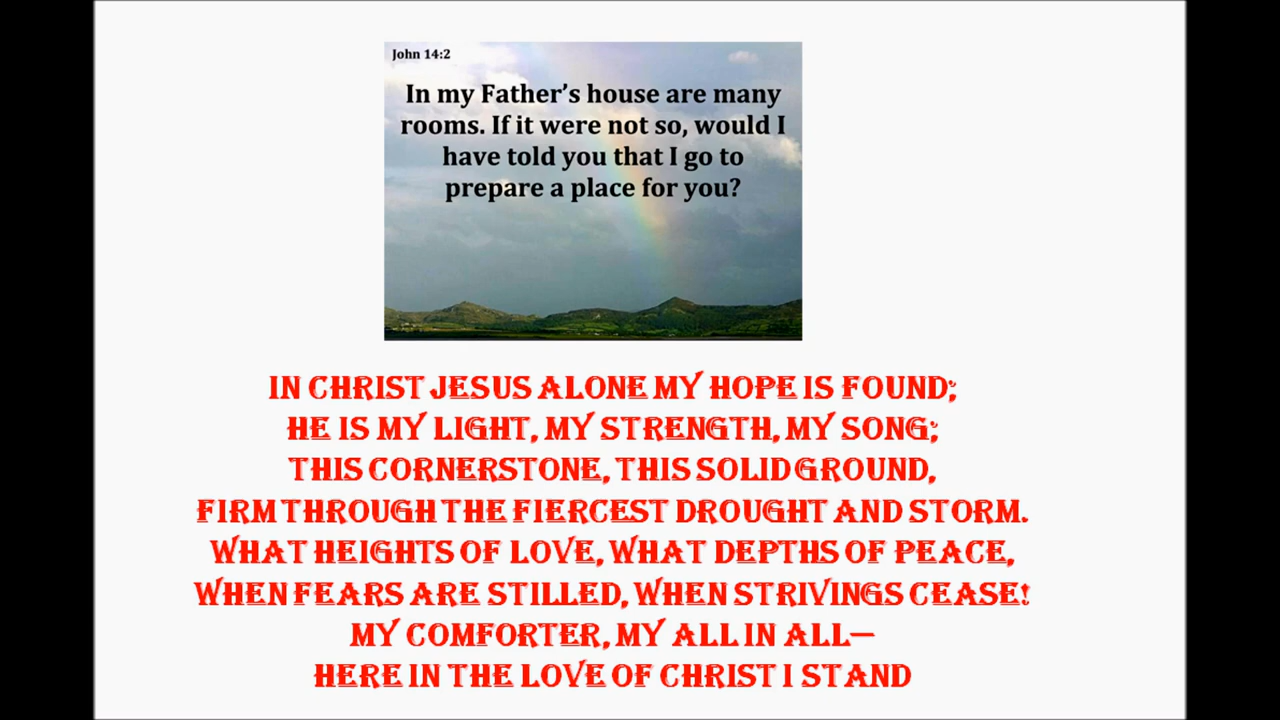 John 14:2
In my Father's house are many
rooms. If it were not so, would I
have told you that I go to
prepare a place for you?
IN CHRIST JESUS ALONE MY HOPE IS FOUND;
HE IS MY LIGHT, MY STRENGTH, MY SONG;
THIS CORNERSTONE, THIS SOLID GROUND,
FIRM THROUGH THE FIERCEST DROUGHT AND STORM.
WHAT HEIGHTS OF LOVE, WHAT DEPTHS OF PEACE,
WHEN FEARS ARE STILLED, WHEN STRIVINGS CEASE!
MY COMFORTER, MY ALL IN ALL—
HERE IN THE LOVE OF CHRIST I STAND